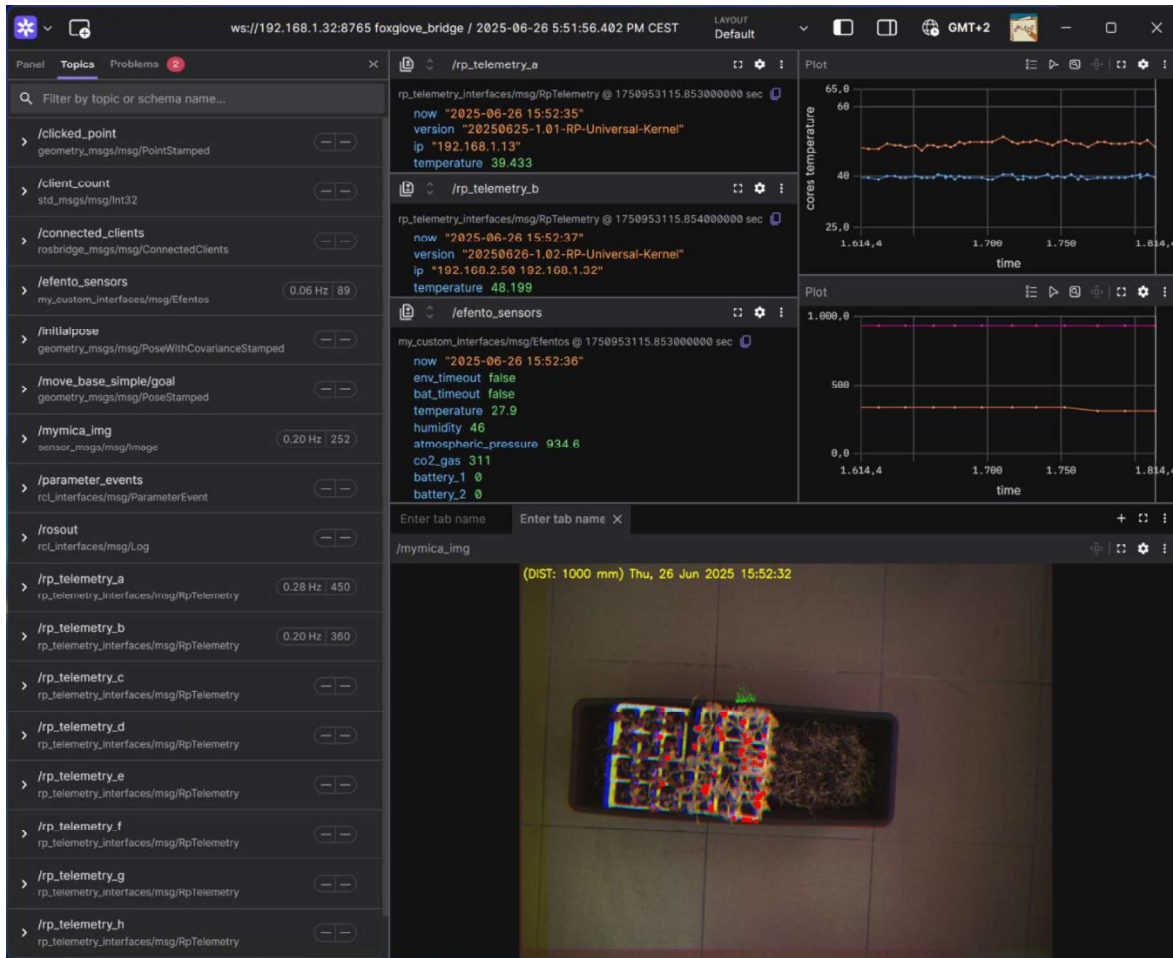 ws://192.168.1.32:8765 foxglove_bridge / 2025-06-26 5:51:56.402 PM CEST
LAYOUT
Default
GMT+2
Panel Topics Problems 2
Filter by topic or schema name...
/clicked_point
geometry_msgs/msg/PointStamped
/client_count
std_msgs/msg/Int32
/connected_clients
rosbridge_msgs/msg/ConnectedClients
/efento_sensors
my_custom_interfaces/msg/Efentos
0.06 Hz 89
/initialpose
geometry_msgs/msg/PoseWithCovarianceStamped
/move_base_simple/goal
geometry_msgs/msg/PoseStamped
/mymica_img
sensor_msgs/msg/Image
0.20 Hz 252
/parameter_events
rcl_interfaces/msg/ParameterEvent
/rosout
rcl_interfaces/msg/Log
/rp_telemetry_a
rp_telemetry_interfaces/msg/RpTelemetry
0.28 Hz 450
/rp_telemetry_b
rp_telemetry_interfaces/msg/RpTelemetry
0.20 Hz 360
/rp_telemetry_c
rp_telemetry_interfaces/msg/RpTelemetry
/rp_telemetry_d
rp_telemetry_interfaces/msg/RpTelemetry
/rp_telemetry_e
rp_telemetry_interfaces/msg/RpTelemetry
/rp_telemetry_f
rp_telemetry_interfaces/msg/RpTelemetry
/rp_telemetry_g
rp_telemetry_interfaces/msg/RpTelemetry
/rp_telemetry_h
rp_telemetry_interfaces/msg/RpTelemetry
/rp_telemetry_a
rp_telemetry_interfaces/msg/RpTelemetry @ 1750953115.853000000 sec
now "2025-06-26 15:52:35"
version "20250625-1.01-RP-Universal-Kernel"
ip "192.168.1.13"
temperature 39.433
/rp_telemetry_b
rp_telemetry_interfaces/msg/RpTelemetry @ 1750953115.854000000 sec
now "2025-06-26 15:52:37"
version "20250626-1.02-RP-Universal-Kernel"
ip "192.168.2.50 192.168.1.32"
temperature 48.199
/efento_sensors
my_custom_interfaces/msg/Efentos @ 1750953115.853000000 sec
now "2025-06-26 15:52:36"
env_timeout false
bat_timeout false
temperature 27.9
humidity 46
atmospheric_pressure 934.6
co2_gas 311
battery_1 0
battery_2 0
Plot
cores temperature
65,0
60
40
25,0
1.614,4 1.700 1.750 1.814,4
time
Plot
1.000,0
500
0,0
1.614,4 1.700 1.750 1.814,4
time
Enter tab name Enter tab name
/mymica_img
(DIST: 1000 mm) Thu, 26 Jun 2025 15:52:32